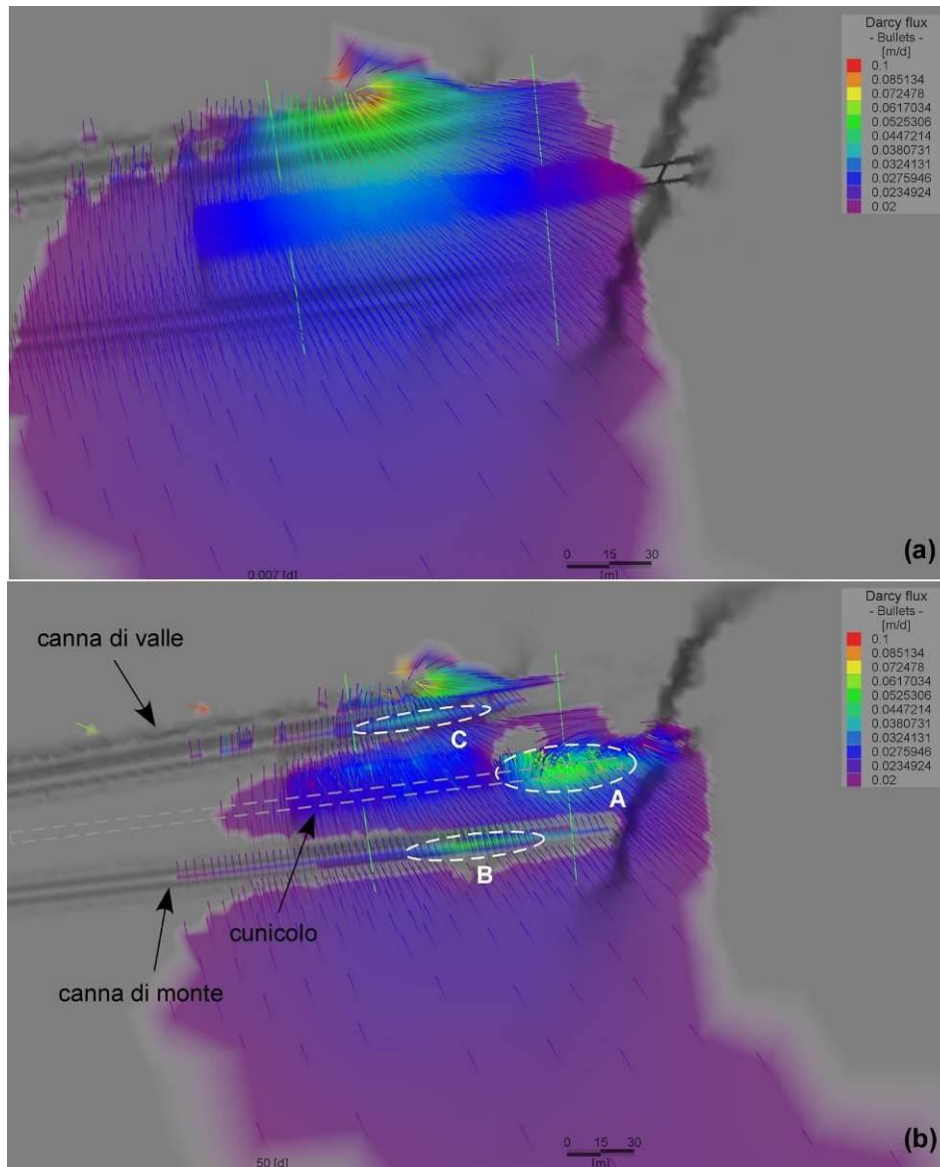 Darcy flux
- Bullets -
[m/d]
0.1
0.085134
0.072478
0.0617034
0.0525306
0.0447214
0.0380731
0.0324131
0.0275946
0.0234924
0.02
0 15 30
[m]
0.007 [d]
(a)
Darcy flux
- Bullets -
[m/d]
0.1
0.085134
0.072478
0.0617034
0.0525306
0.0447214
0.0380731
0.0324131
0.0275946
0.0234924
0.02
canna di valle
C
A
B
cunicolo
canna di monte
0 15 30
[m]
50 [d]
(b)